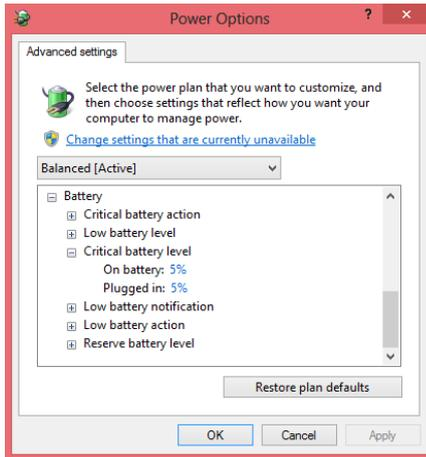 Power Options
?
Advanced settings
Select the power plan that you want to customize, and
then choose settings that reflect how you want your
computer to manage power.
Change settings that are currently unavailable
Balanced [Active]
Battery
Critical battery action
Low battery level
Critical battery level
On battery: 5%
Plugged in: 5%
Low battery notification
Low battery action
Reserve battery level
Restore plan defaults
OK
Cancel
Apply